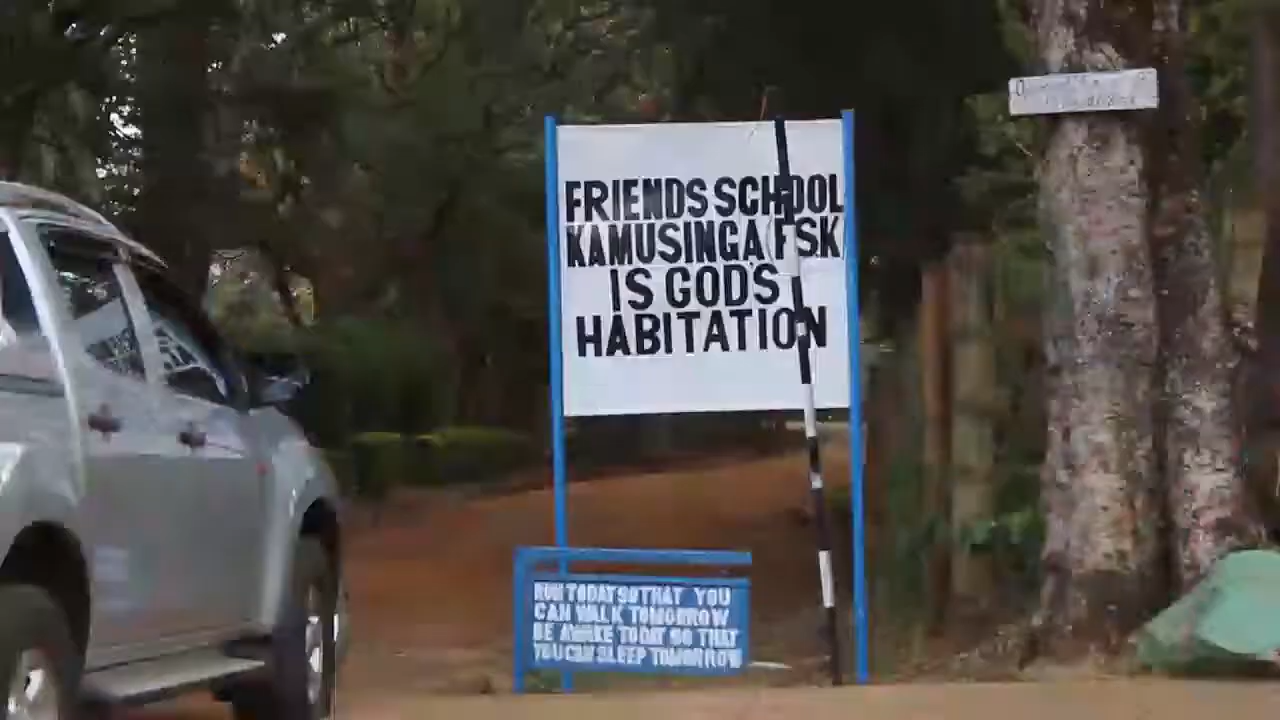 FRIENDS SCHOOL
KAMUSINGA (FSK)
IS GOD'S
HABITATION
RUN TODAY SO THAT YOU
CAN WALK TOMORROW
BE AWAKE TODAY SO THAT
YOU CAN SLEEP TOMORROW